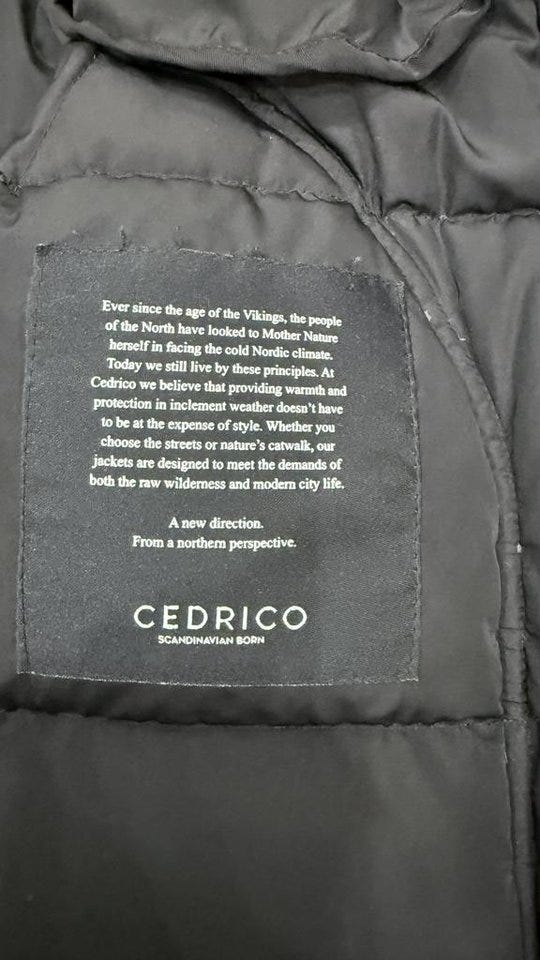 Ever since the age of the Vikings, the people
of the North have looked to Mother Nature
herself in facing the cold Nordic climate.
Today we still live by these principles. At
Cedrico we believe that providing warmth and
protection in inclement weather doesn't have
to be at the expense of style. Whether you
choose the streets or nature's catwalk, our
jackets are designed to meet the demands of
both the raw wilderness and modern city life.
A new direction.
From a northern perspective.
CEDRICO
SCANDINAVIAN BORN